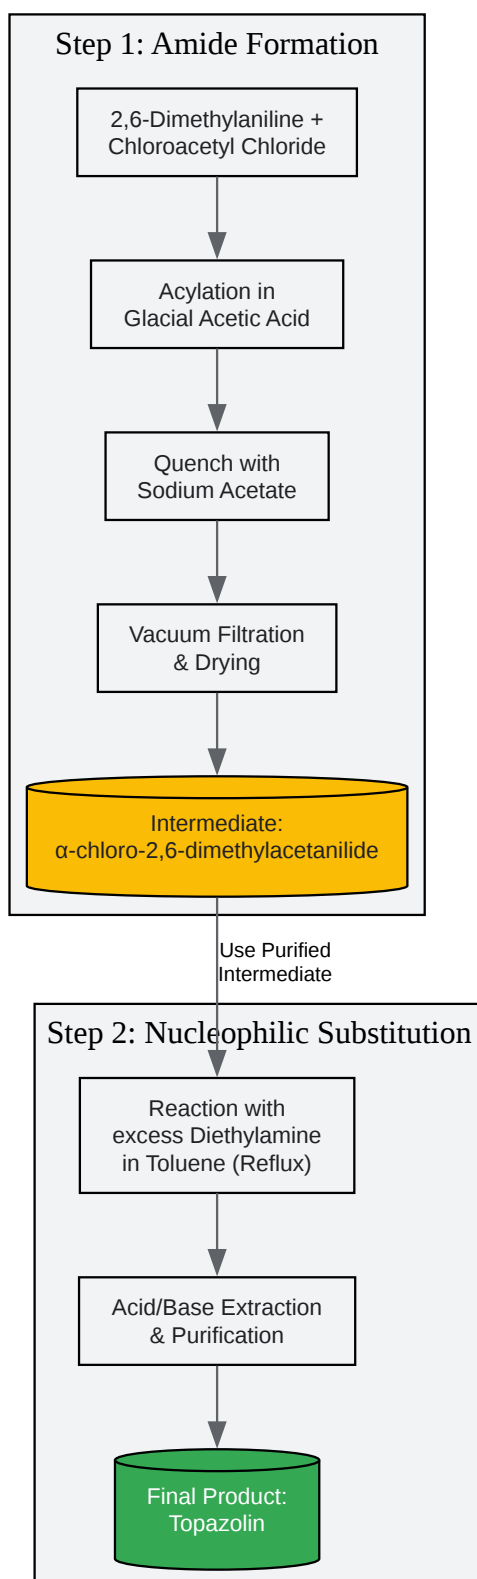 Step 1: Amide Formation
2,6-Dimethylaniline +
Chloroacetyl Chloride
Acylation in
Glacial Acetic Acid
Quench with
Sodium Acetate
Vacuum Filtration
& Drying
Intermediate:
α-chloro-2,6-dimethylacetanilide
Use Purified
Intermediate
Step 2: Nucleophilic Substitution
Reaction with
excess Diethylamine
in Toluene (Reflux)
Acid/Base Extraction
& Purification
Final Product:
Topazolin